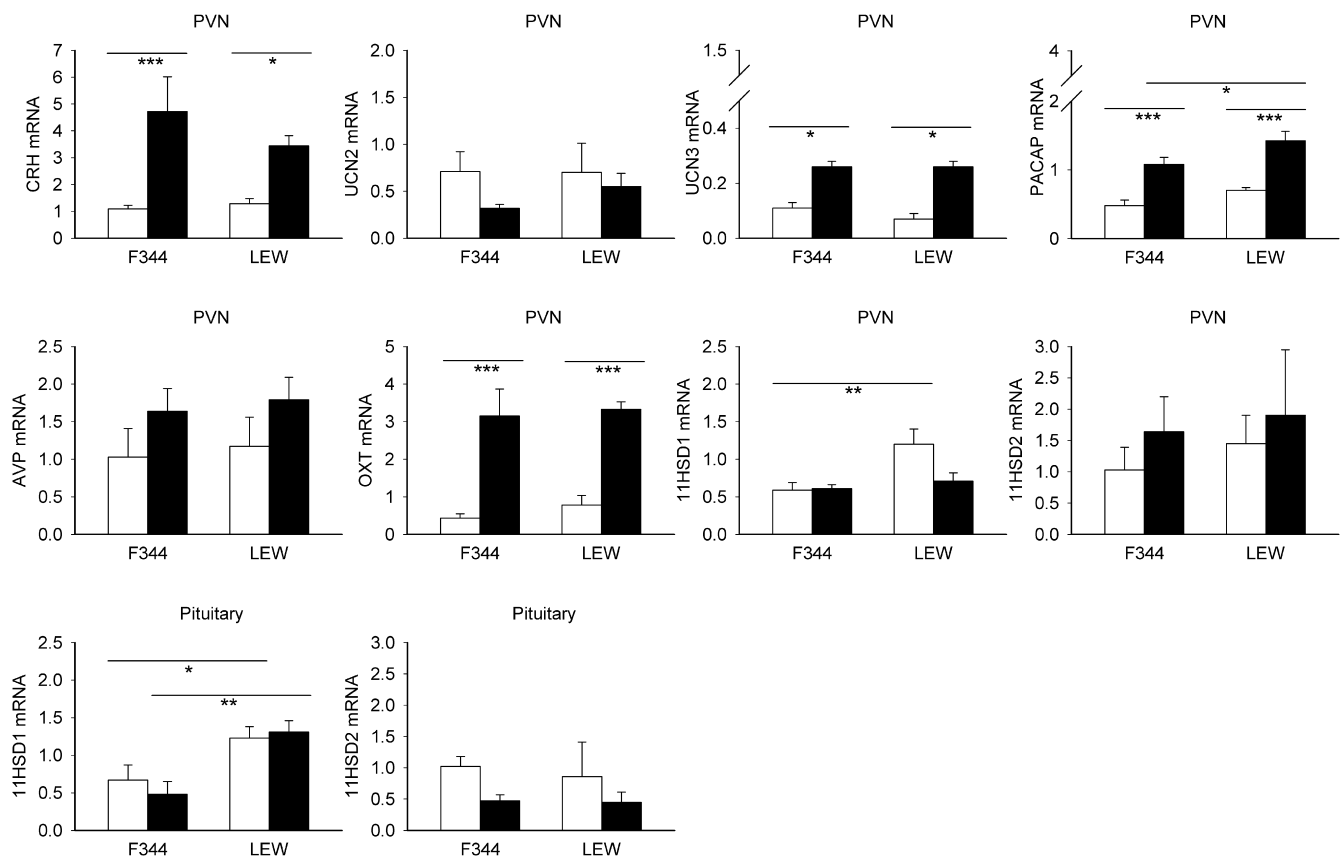 PVN
CRH mRNA
7
6
5
4
3
2
1
0
***
*
F344
LEW
PVN
UCN2 mRNA
2.0
1.5
1.0
0.5
0.0
F344
LEW
PVN
UCN3 mRNA
1.5
0.4
0.2
0.0
*
*
F344
LEW
PVN
PACAP mRNA
4
2
1
0
*
***
***
F344
LEW
PVN
AVP mRNA
2.5
2.0
1.5
1.0
0.5
0.0
F344
LEW
PVN
OXT mRNA
5
4
3
2
1
0
***
***
F344
LEW
PVN
11HSD1 mRNA
2.5
2.0
1.5
1.0
0.5
0.0
**
F344
LEW
PVN
11HSD2 mRNA
3.0
2.5
2.0
1.5
1.0
0.5
0.0
F344
LEW
Pituitary
11HSD1 mRNA
2.5
2.0
1.5
1.0
0.5
0.0
*
**
F344
LEW
Pituitary
11HSD2 mRNA
3.0
2.5
2.0
1.5
1.0
0.5
0.0
F344
LEW